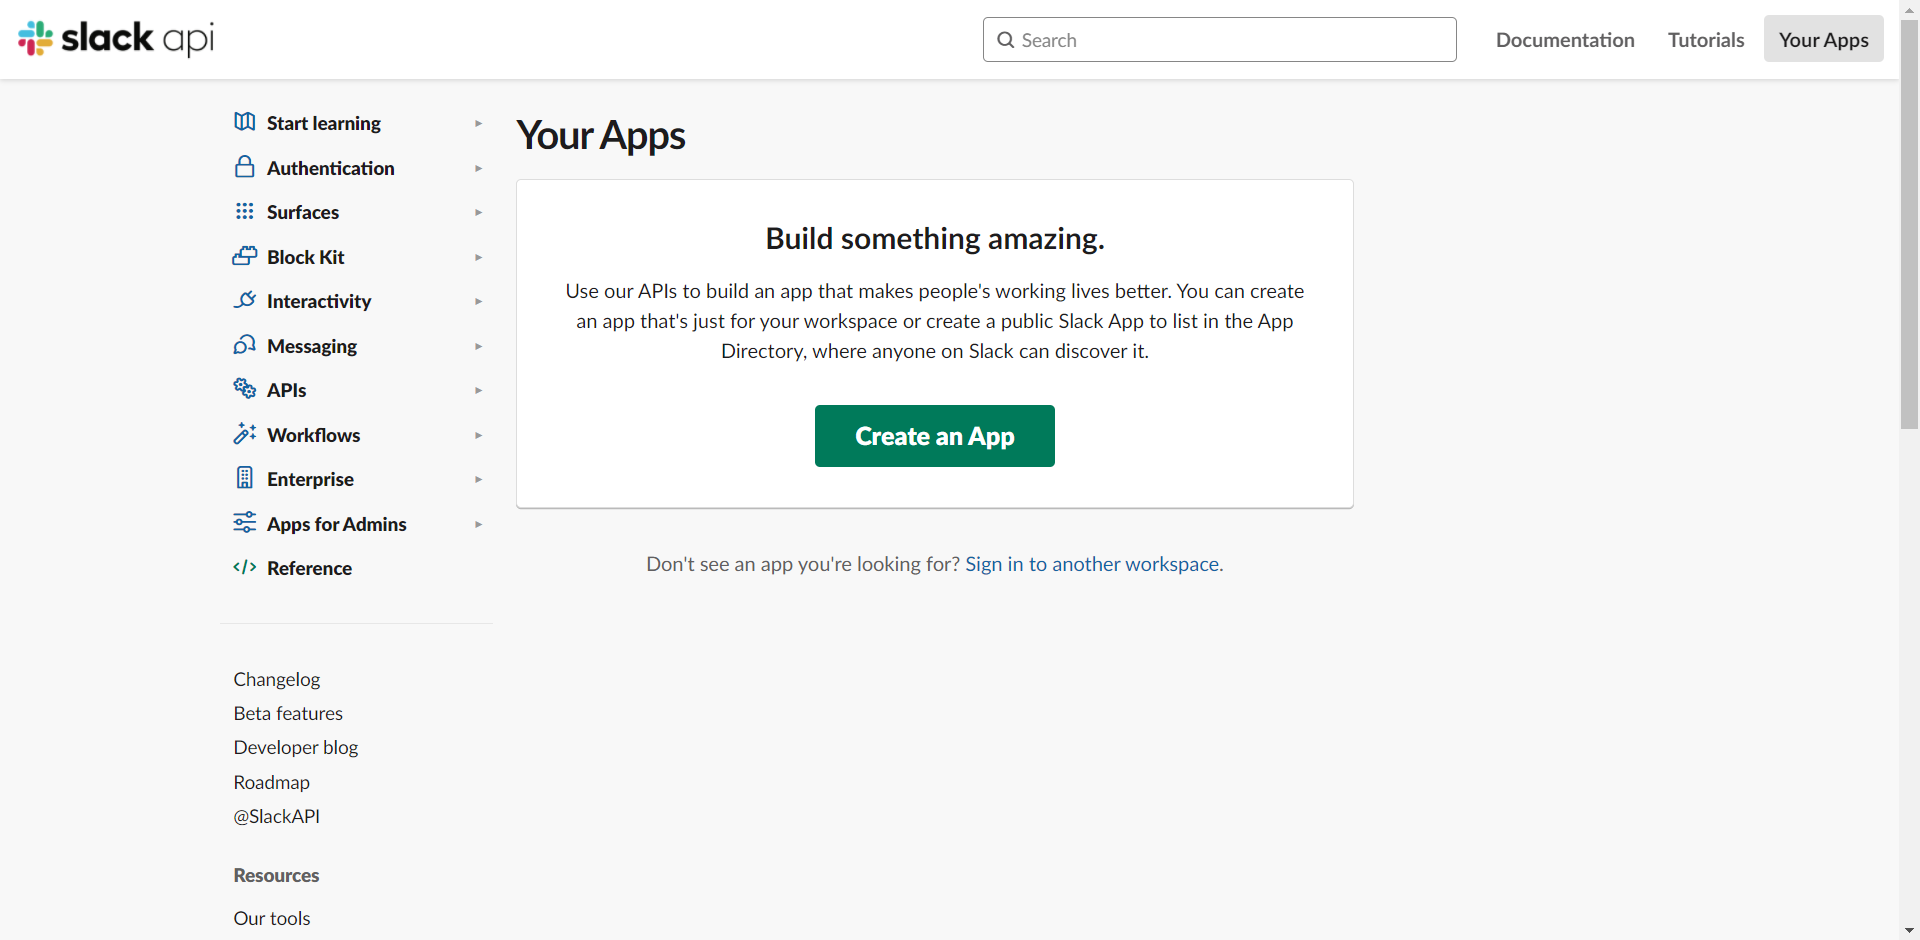 slack api
Search
Documentation
Tutorials
Your Apps
Start learning
Authentication
Surfaces
Block Kit
Interactivity
Messaging
APIs
Workflows
Enterprise
Apps for Admins
Reference
Changelog
Beta features
Developer blog
Roadmap
@SlackAPI
Resources
Our tools
Your Apps
Build something amazing.
Use our APIs to build an app that makes people's working lives better. You can create
an app that's just for your workspace or create a public Slack App to list in the App
Directory, where anyone on Slack can discover it.
Create an App
Don't see an app you're looking for? Sign in to another workspace.